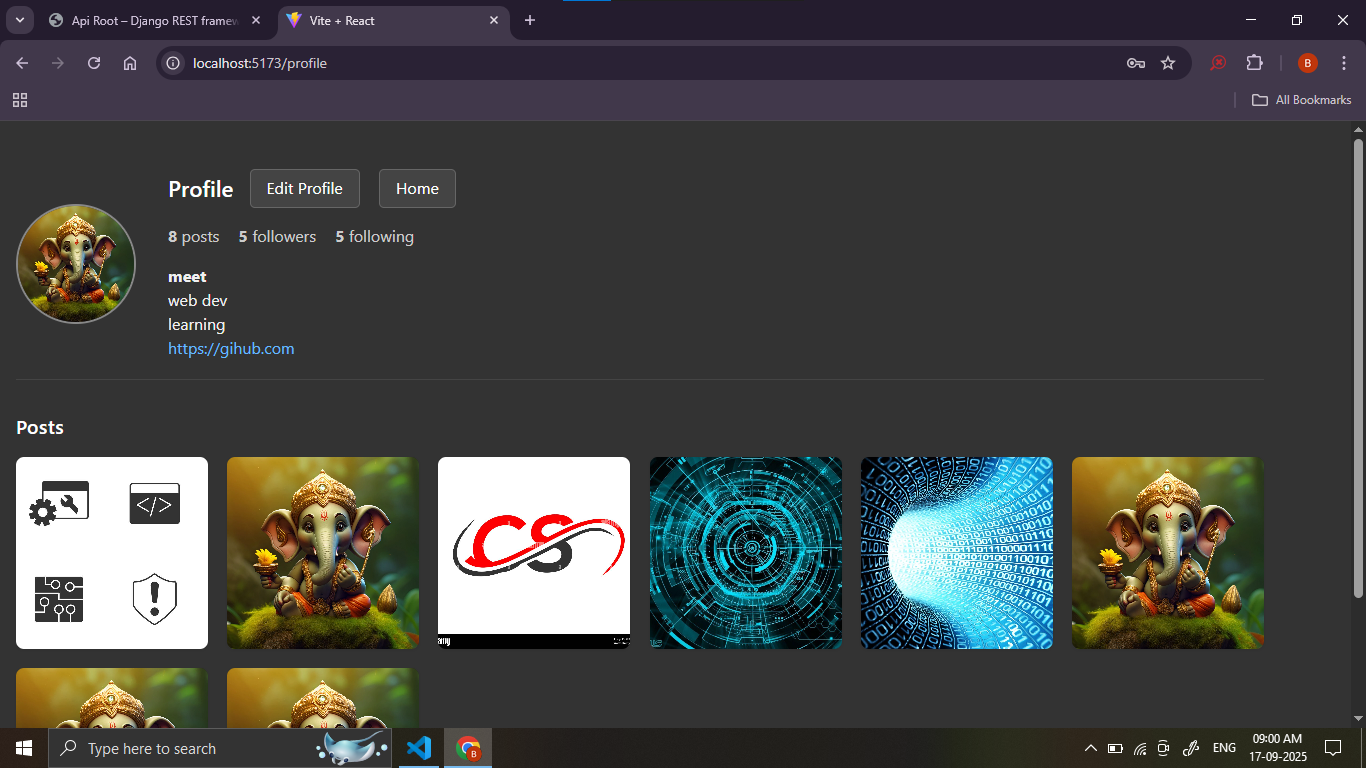 Api Root – Django REST framew
Vite + React
localhost:5173/profile
B
All Bookmarks
Profile
Edit Profile
Home
8 posts
5 followers
5 following
meet
web dev
learning
https://gihub.com
Posts
</>
CS
Type here to search
B
ENG
09:00 AM
17-09-2025